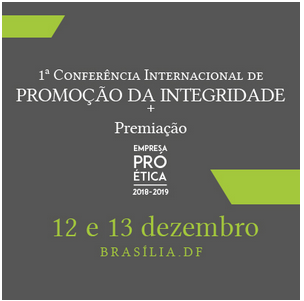 1ª Conferência Internacional de
PROMOÇÃO DA INTEGRIDADE
+
Premiação
EMPRESA
PRÓ
ÉTICA
2018-2019
12 e 13 dezembro
BRASÍLIA.DF